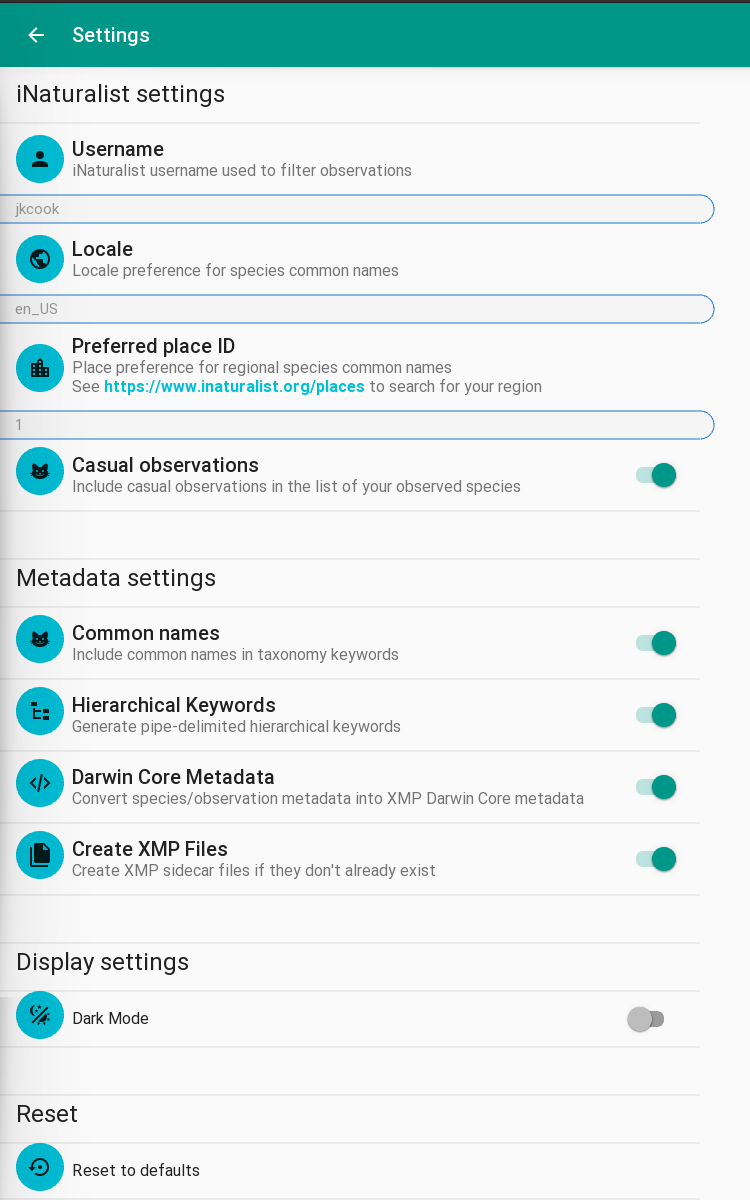 Settings
iNaturalist settings
Username
iNaturalist username used to filter observations
jkcook
Locale
Locale preference for species common names
en_US
Preferred place ID
Place preference for regional species common names
See https://www.inaturalist.org/places to search for your region
1
Casual observations
Include casual observations in the list of your observed species
Metadata settings
Common names
Include common names in taxonomy keywords
Hierarchical Keywords
Generate pipe-delimited hierarchical keywords
Darwin Core Metadata
Convert species/observation metadata into XMP Darwin Core metadata
Create XMP Files
Create XMP sidecar files if they don't already exist
Display settings
Dark Mode
Reset
Reset to defaults